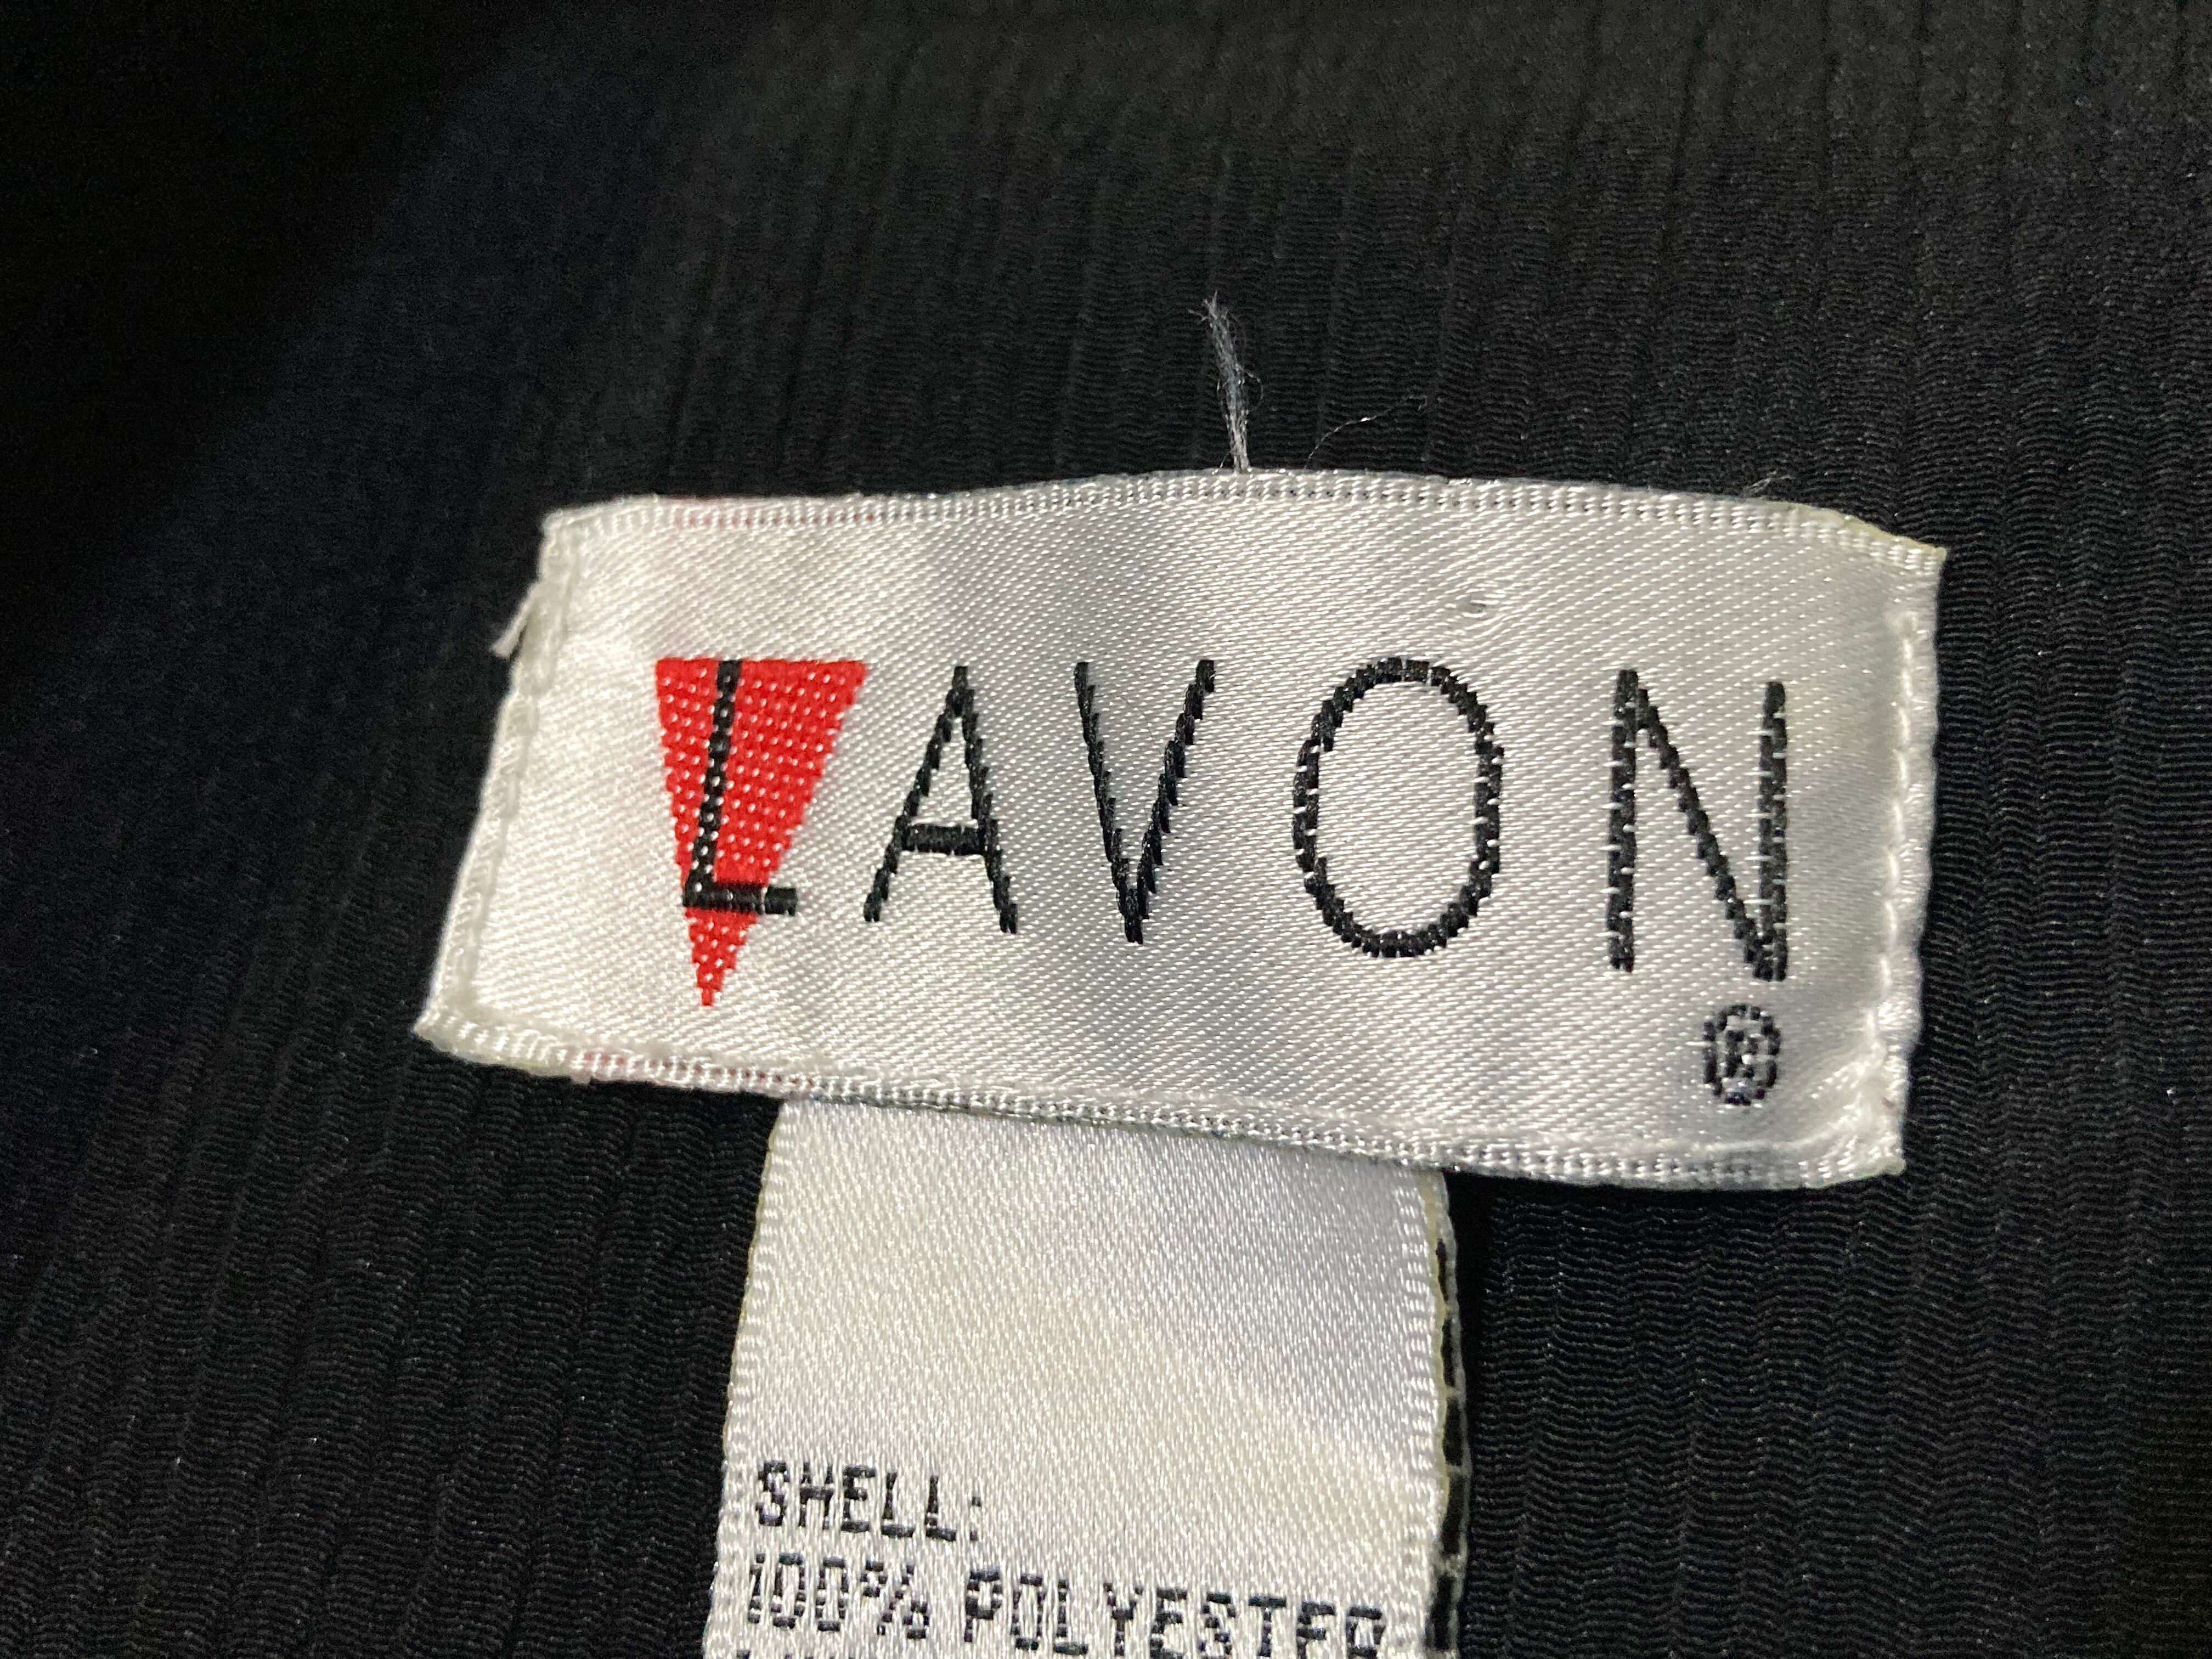 LAVON
®
SHELL:
100% POLYESTER